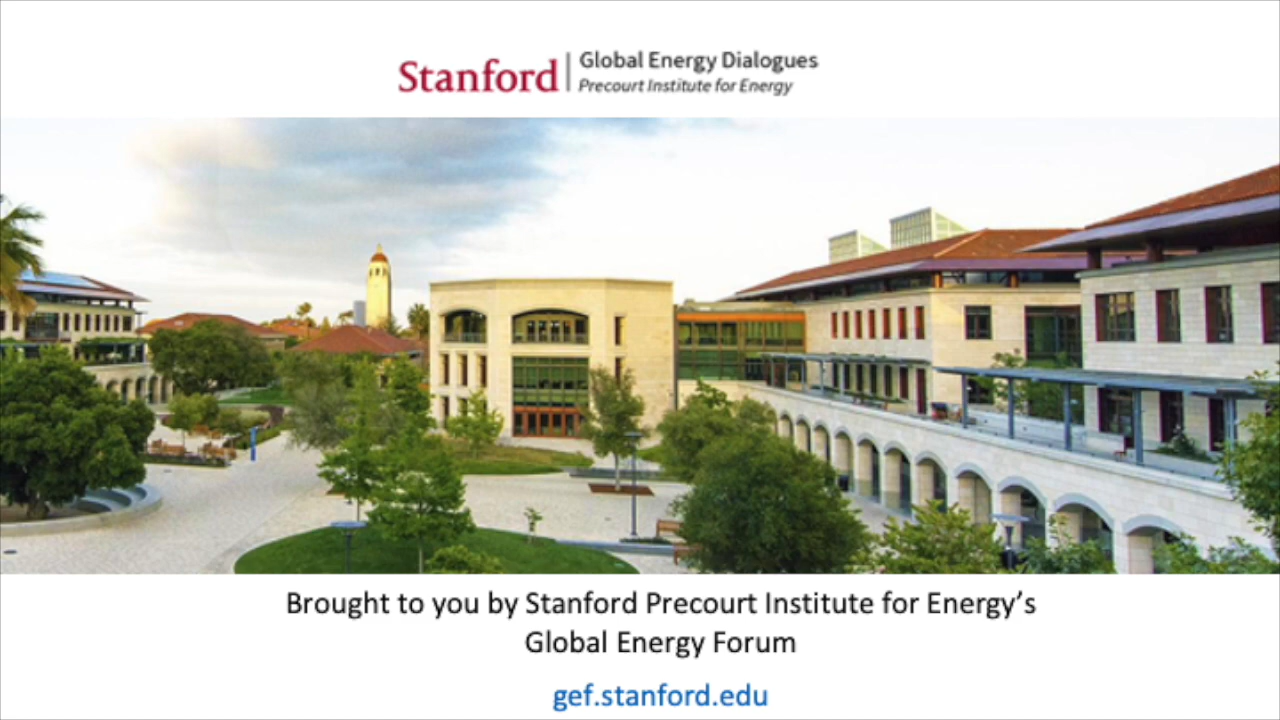 Stanford
Global Energy Dialogues
Precourt Institute for Energy
Brought to you by Stanford Precourt Institute for Energy’s
Global Energy Forum
gef.stanford.edu